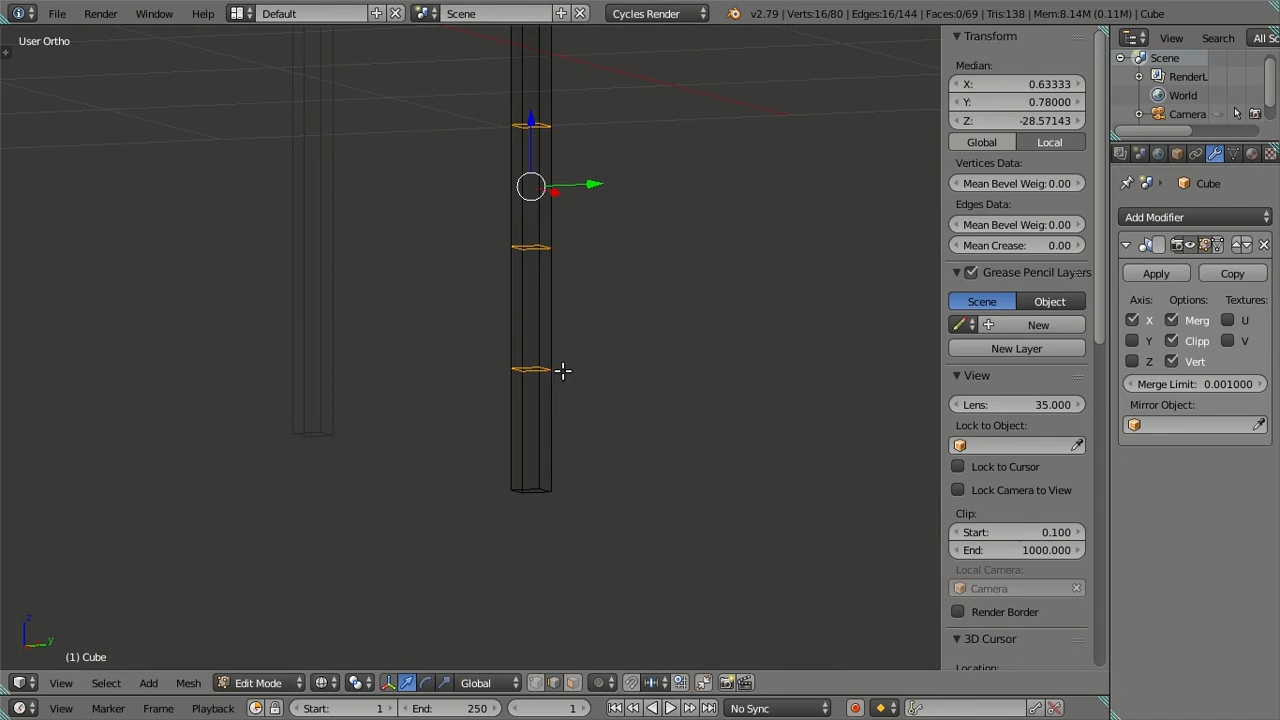 File Render Window Help Default Scene Cycles Render v2.79 | Verts:16/80 | Edges:16/144 | Faces:0/69 | Tris:138 | Mem:8.14M (0.11M) | Cube
User Ortho
Transform
Median:
X: 0.63333
Y: 0.78000
Z: -28.57143
Global Local
Vertices Data:
Mean Bevel Weig: 0.00
Edges Data:
Mean Bevel Weig: 0.00
Mean Crease: 0.00
Grease Pencil Layers
Scene Object
New
New Layer
View
Lens: 35.000
Lock to Object:
Lock to Cursor
Lock Camera to View
Clip:
Start: 0.100
End: 1000.000
Local Camera:
Camera
Render Border
3D Cursor
Location:
View Search All Sc
Scene
RenderL
World
Camera
Cube
Add Modifier
Apply Copy
Axis: Options: Textures:
X Merg U
Y Clipp V
Z Vert
Merge Limit: 0.001000
Mirror Object:
z
y
(1) Cube
View Select Add Mesh Edit Mode Global
View Marker Frame Playback Start: 1 End: 250 1 No Sync